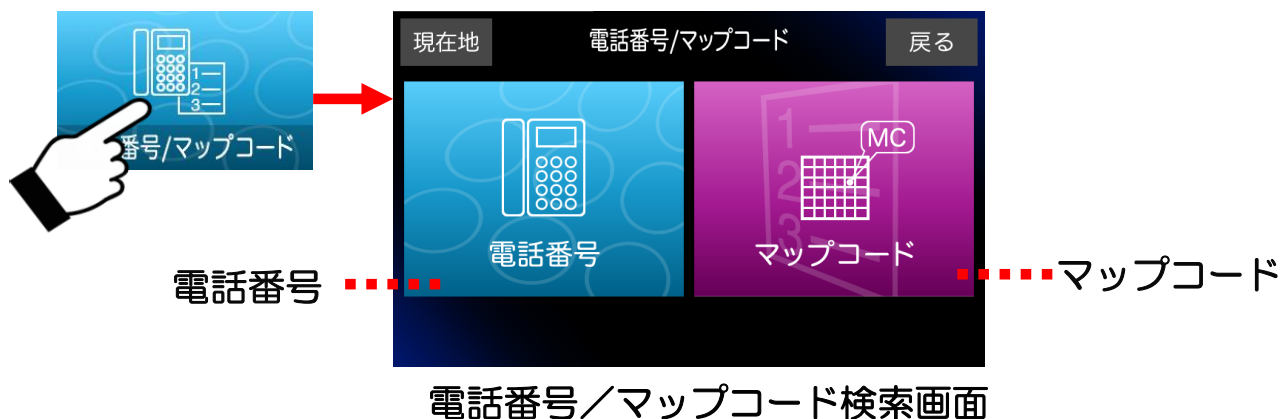 1
2
3
番号/マップコード
現在地
電話番号/マップコード
戻る
電話番号
1
2
3
MC
マップコード
電話番号
マップコード
電話番号／マップコード検索画面